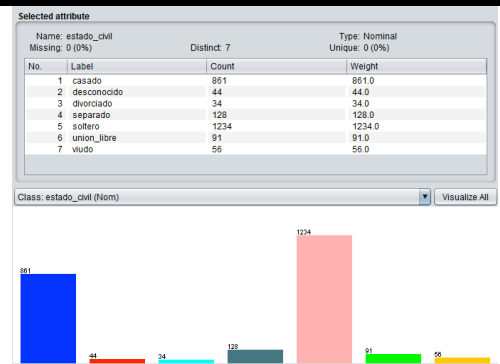 Selected attribute
Name: estado_civil Type: Nominal
Missing: 0 (0%) Distinct: 7 Unique: 0 (0%)
No. Label Count Weight
1 casado 861 861.0
2 desconocido 44 44.0
3 divorciado 34 34.0
4 separado 128 128.0
5 soltero 1234 1234.0
6 union_libre 91 91.0
7 viudo 56 56.0
Class: estado_civil (Nom) Visualize All
1234
861
128
91
44 34 56